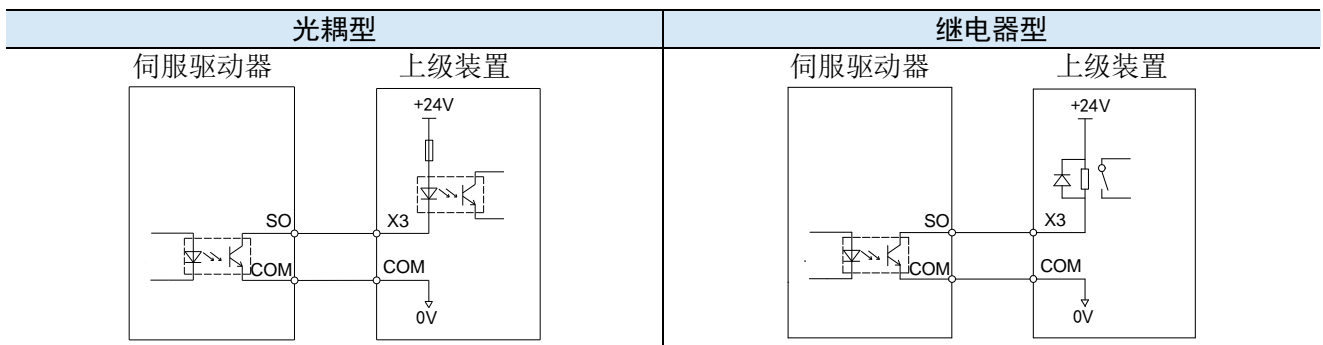 光耦型
继电器型
伺服驱动器 上级装置
+24V
SO X3
COM COM
0V
伺服驱动器 上级装置
+24V
SO X3
COM COM
0V